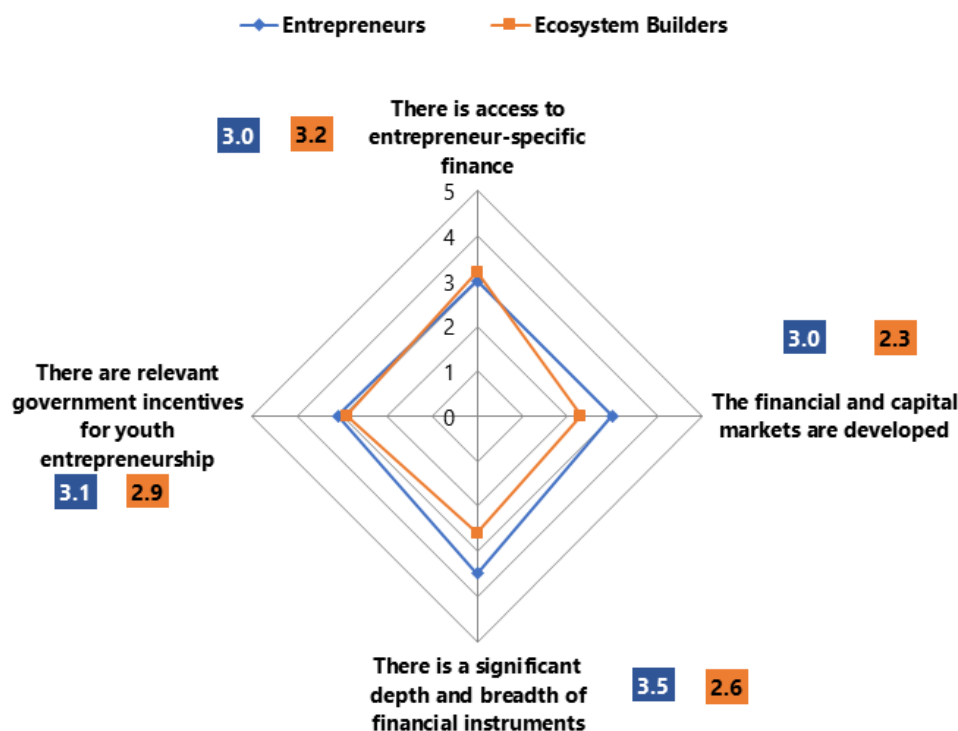 Entrepreneurs Ecosystem Builders
There is access to
entrepreneur-specific
finance
3.0 3.2
5
4
3
2
1
0
3.0 2.3
The financial and capital
markets are developed
There are relevant
government incentives
for youth
entrepreneurship
3.1 2.9
There is a significant
depth and breadth of
financial instruments
3.5 2.6